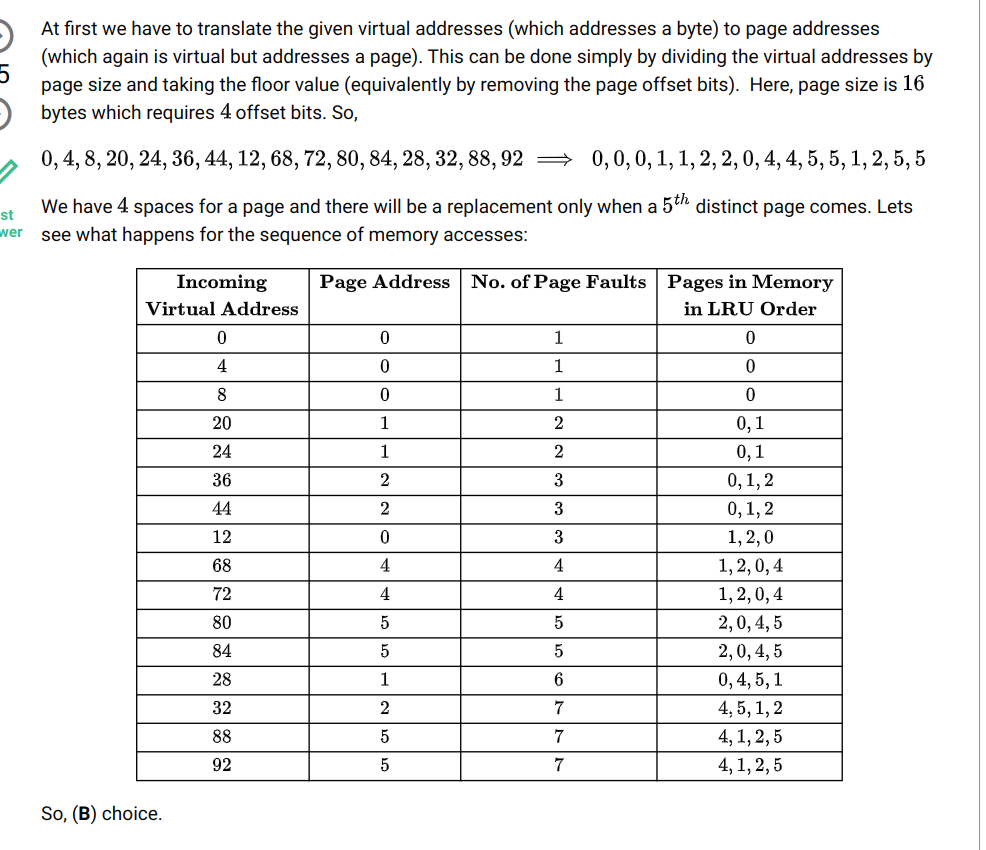 At first we have to translate the given virtual addresses (which addresses a byte) to page addresses
(which again is virtual but addresses a page). This can be done simply by dividing the virtual addresses by
page size and taking the floor value (equivalently by removing the page offset bits). Here, page size is 16
5
bytes which requires 4 offset bits. So,
0, 4, 8, 20, 24, 36, 44, 12, 68, 72, 80, 84, 28, 32, 88, 92 ⟹ 0, 0, 0, 1, 1, 2, 2, 0, 4, 4, 5, 5, 1, 2, 5, 5
We have 4 spaces for a page and there will be a replacement only when a 5th distinct page comes. Lets
st
wer see what happens for the sequence of memory accesses:
Incoming Virtual Address | Page Address | No. of Page Faults | Pages in Memory in LRU Order
0 | 0 | 1 | 0
4 | 0 | 1 | 0
8 | 0 | 1 | 0
20 | 1 | 2 | 0, 1
24 | 1 | 2 | 0, 1
36 | 2 | 3 | 0, 1, 2
44 | 2 | 3 | 0, 1, 2
12 | 0 | 3 | 1, 2, 0
68 | 4 | 4 | 1, 2, 0, 4
72 | 4 | 4 | 1, 2, 0, 4
80 | 5 | 5 | 2, 0, 4, 5
84 | 5 | 5 | 2, 0, 4, 5
28 | 1 | 6 | 0, 4, 5, 1
32 | 2 | 7 | 4, 5, 1, 2
88 | 5 | 7 | 4, 1, 2, 5
92 | 5 | 7 | 4, 1, 2, 5
So, (B) choice.